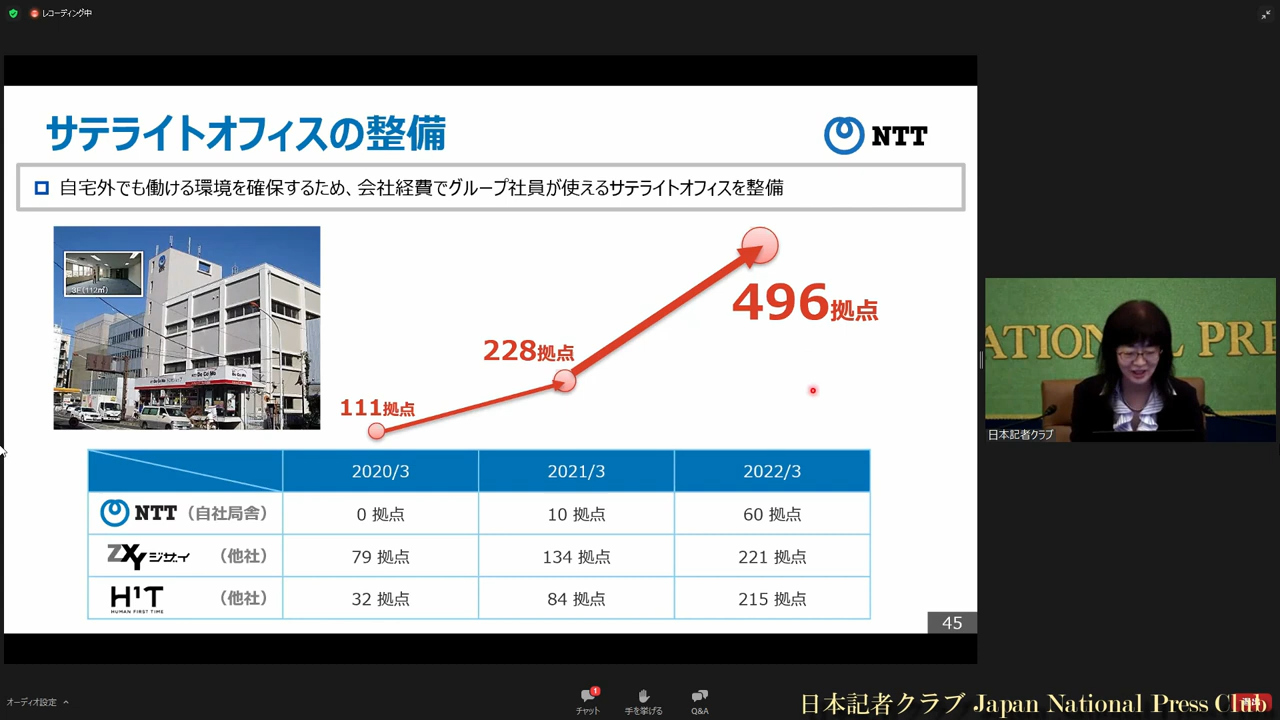 レコーディング中
サテライトオフィスの整備
NTT
自宅外でも働ける環境を確保するため、会社経費でグループ社員が使えるサテライトオフィスを整備
3F(112㎡)
496拠点
228拠点
111拠点
2020/3 2021/3 2022/3
NTT（自社局舎） 0 拠点 10 拠点 60 拠点
ZXY ジザイ （他社） 79 拠点 134 拠点 221 拠点
H¹T HUMAN FIRST TIME （他社） 32 拠点 84 拠点 215 拠点
45
ATIONAL PRE
日本記者クラブ
オーディオ設定
1
チャット 手を挙げる Q&A
日本記者クラブ Japan National Press Club